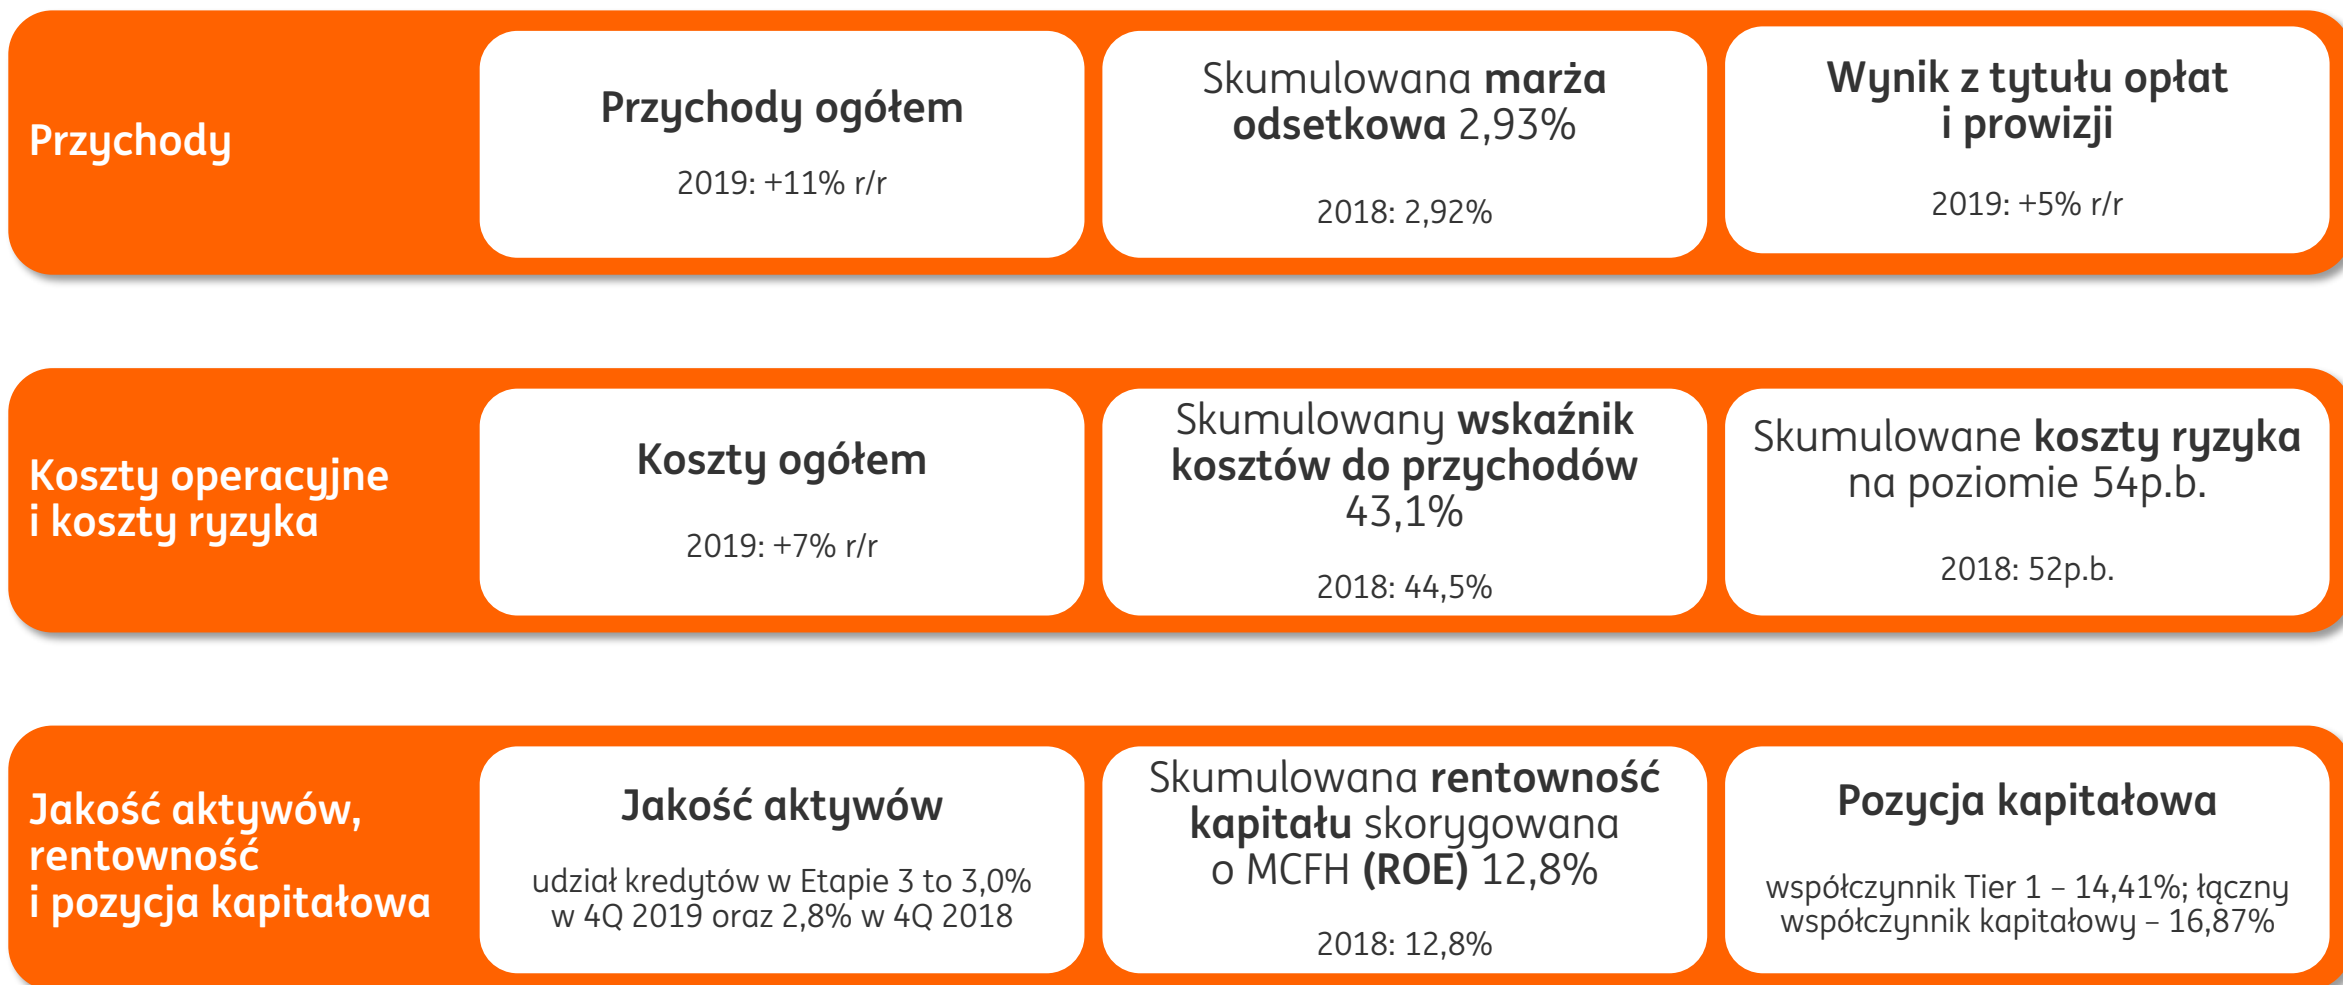 Przychody
Przychody ogółem
2019: +11% r/r
Skumulowana marża
odsetkowa 2,93%
2018: 2,92%
Wynik z tytułu opłat
i prowizji
2019: +5% r/r
Koszty operacyjne
i koszty ryzyka
Koszty ogółem
2019: +7% r/r
Skumulowany wskaźnik
kosztów do przychodów
43,1%
2018: 44,5%
Skumulowane koszty ryzyka
na poziomie 54p.b.
2018: 52p.b.
Jakość aktywów,
rentowność
i pozycja kapitałowa
Jakość aktywów
udział kredytów w Etapie 3 to 3,0%
w 4Q 2019 oraz 2,8% w 4Q 2018
Skumulowana rentowność
kapitału skorygowana
o MCFH (ROE) 12,8%
2018: 12,8%
Pozycja kapitałowa
współczynnik Tier 1 – 14,41%; łączny
współczynnik kapitałowy – 16,87%